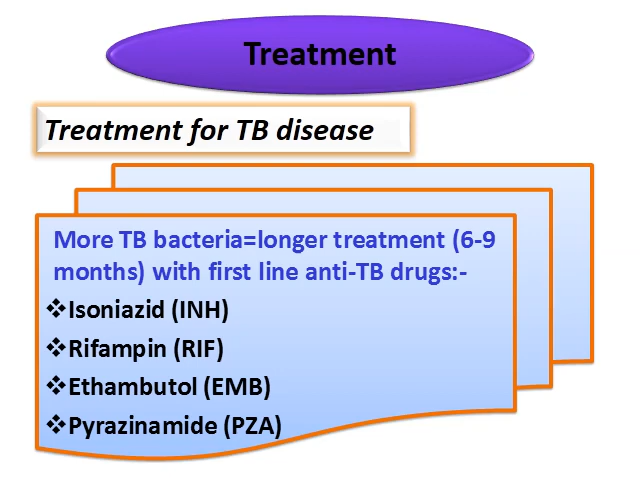 Treatment
Treatment for TB disease
More TB bacteria=longer treatment (6-9
months) with first line anti-TB drugs:-
❖Isoniazid (INH)
❖Rifampin (RIF)
❖Ethambutol (EMB)
❖Pyrazinamide (PZA)